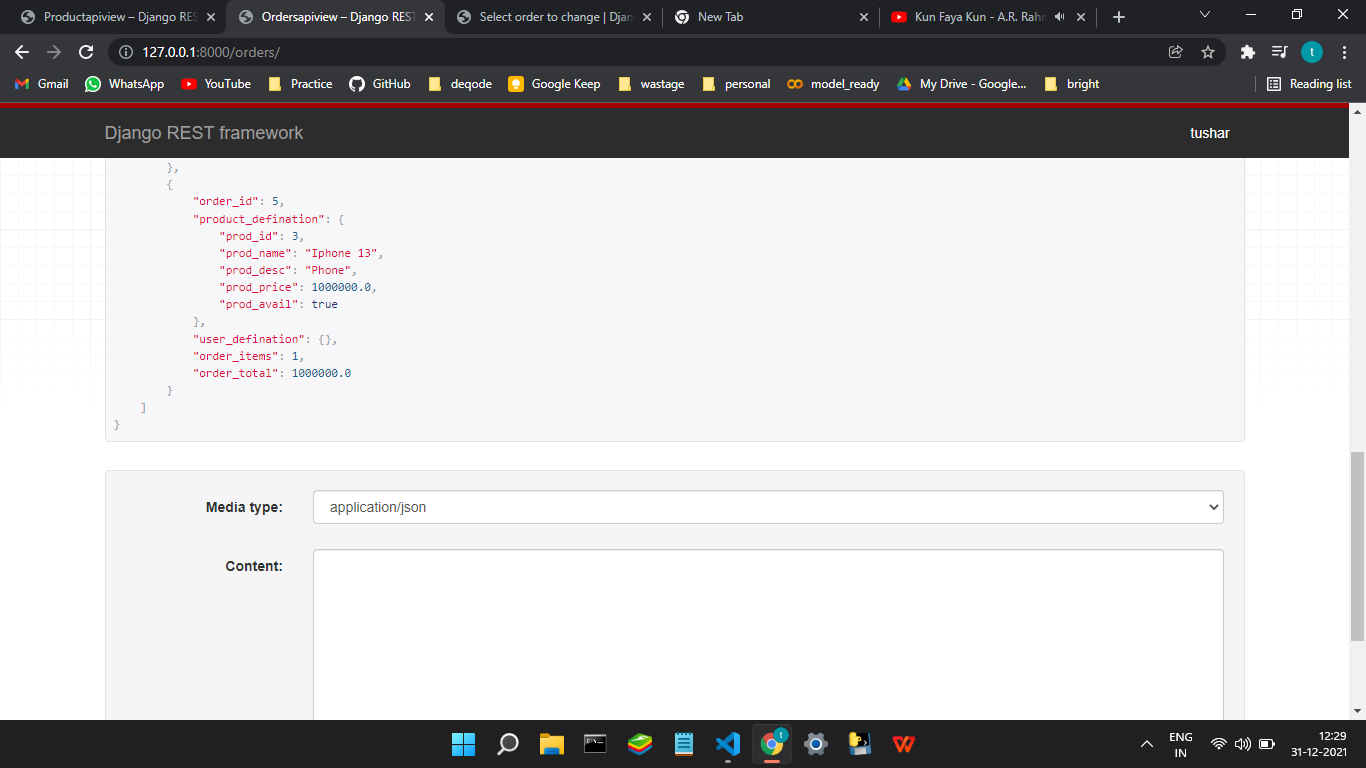 Productapiview – Django RES
Ordersapiview – Django REST
Select order to change | Djan
New Tab
Kun Faya Kun - A.R. Rahm
127.0.0.1:8000/orders/
t
Gmail
WhatsApp
YouTube
Practice
GitHub
deqode
Google Keep
wastage
personal
model_ready
My Drive - Google...
bright
Reading list
Django REST framework
tushar
},
{
"order_id": 5,
"product_defination": {
"prod_id": 3,
"prod_name": "Iphone 13",
"prod_desc": "Phone",
"prod_price": 1000000.0,
"prod_avail": true
},
"user_defination": {},
"order_items": 1,
"order_total": 1000000.0
}
]
}
Media type:
application/json
Content:
t
ENG
IN
12:29
31-12-2021